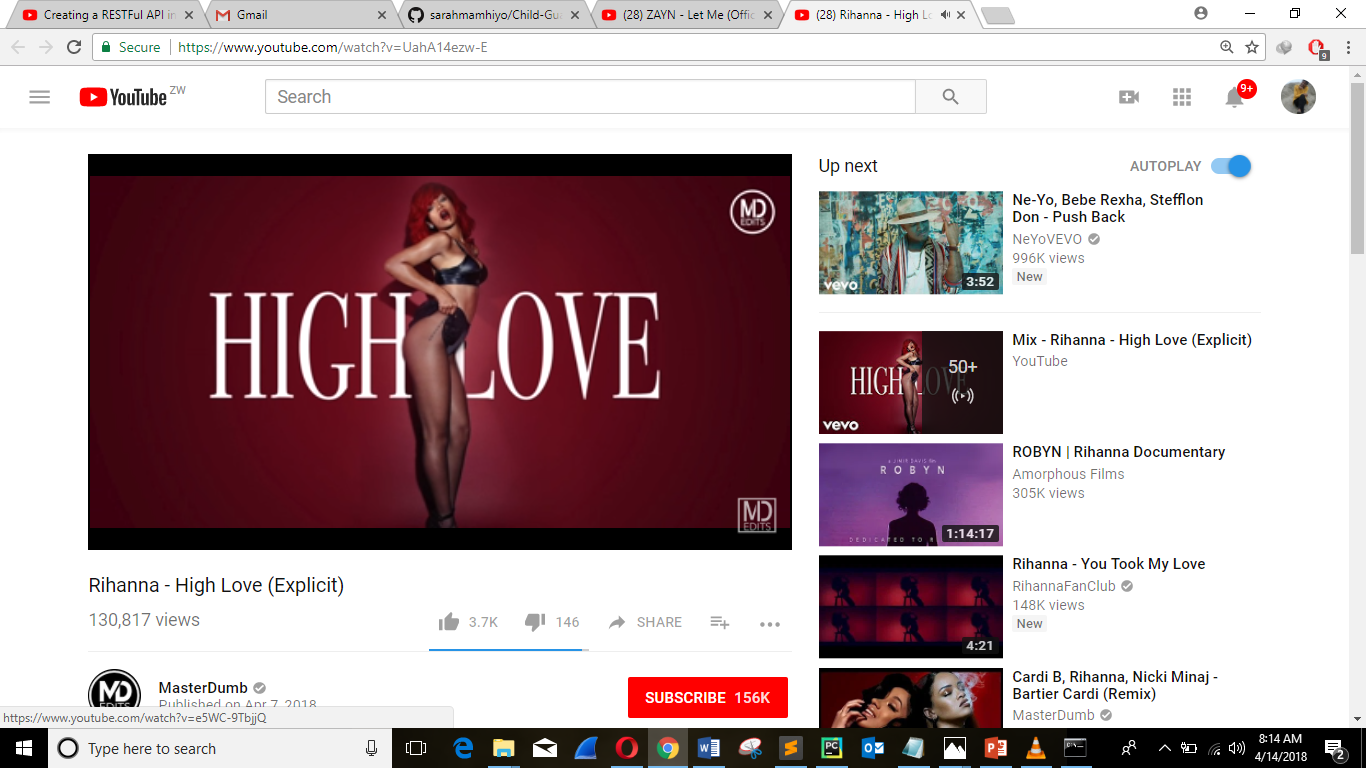 Creating a RESTFul API in
Gmail
sarahmamhiyo/Child-Gua
(28) ZAYN - Let Me (Offic
(28) Rihanna - High Lo
Secure
https://www.youtube.com/watch?v=UahA14ezw-E
9
YouTube ZW
Search
9+
MD
EDITS
HIGH LOVE
MD
EDITS
Rihanna - High Love (Explicit)
130,817 views
3.7K
146
SHARE
MD
MasterDumb
Published on Apr 7, 2018
SUBSCRIBE 156K
https://www.youtube.com/watch?v=e5WC-9TbjjQ
Up next
AUTOPLAY
vevo
3:52
Ne-Yo, Bebe Rexha, Stefflon
Don - Push Back
NeYoVEVO
996K views
New
HIGH LOVE
50+
vevo
Mix - Rihanna - High Love (Explicit)
YouTube
ROBYN
1:14:17
ROBYN | Rihanna Documentary
Amorphous Films
305K views
4:21
Rihanna - You Took My Love
RihannaFanClub
148K views
New
Cardi B, Rihanna, Nicki Minaj -
Bartier Cardi (Remix)
MasterDumb
Type here to search
8:14 AM
4/14/2018
2